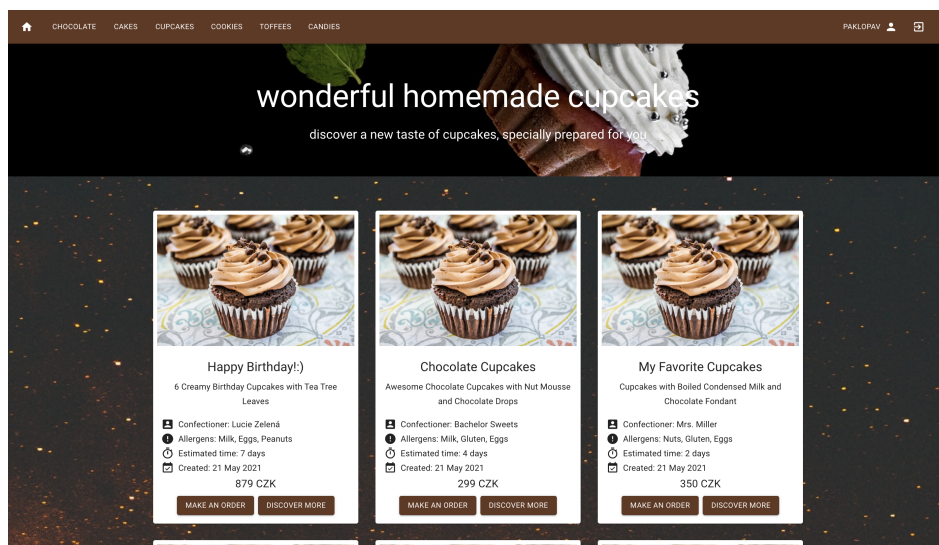 CHOCOLATE CAKES CUPCAKES COOKIES TOFFEES CANDIES PAKLOPAV
wonderful homemade cupcakes
discover a new taste of cupcakes, specially prepared for you
Happy Birthday!:)
6 Creamy Birthday Cupcakes with Tea Tree
Leaves
Confectioner: Lucie Zelená
Allergens: Milk, Eggs, Peanuts
Estimated time: 7 days
Created: 21 May 2021
879 CZK
MAKE AN ORDER DISCOVER MORE
Chocolate Cupcakes
Awesome Chocolate Cupcakes with Nut Mousse
and Chocolate Drops
Confectioner: Bachelor Sweets
Allergens: Milk, Gluten, Eggs
Estimated time: 4 days
Created: 21 May 2021
299 CZK
MAKE AN ORDER DISCOVER MORE
My Favorite Cupcakes
Cupcakes with Boiled Condensed Milk and
Chocolate Fondant
Confectioner: Mrs. Miller
Allergens: Nuts, Gluten, Eggs
Estimated time: 2 days
Created: 21 May 2021
350 CZK
MAKE AN ORDER DISCOVER MORE